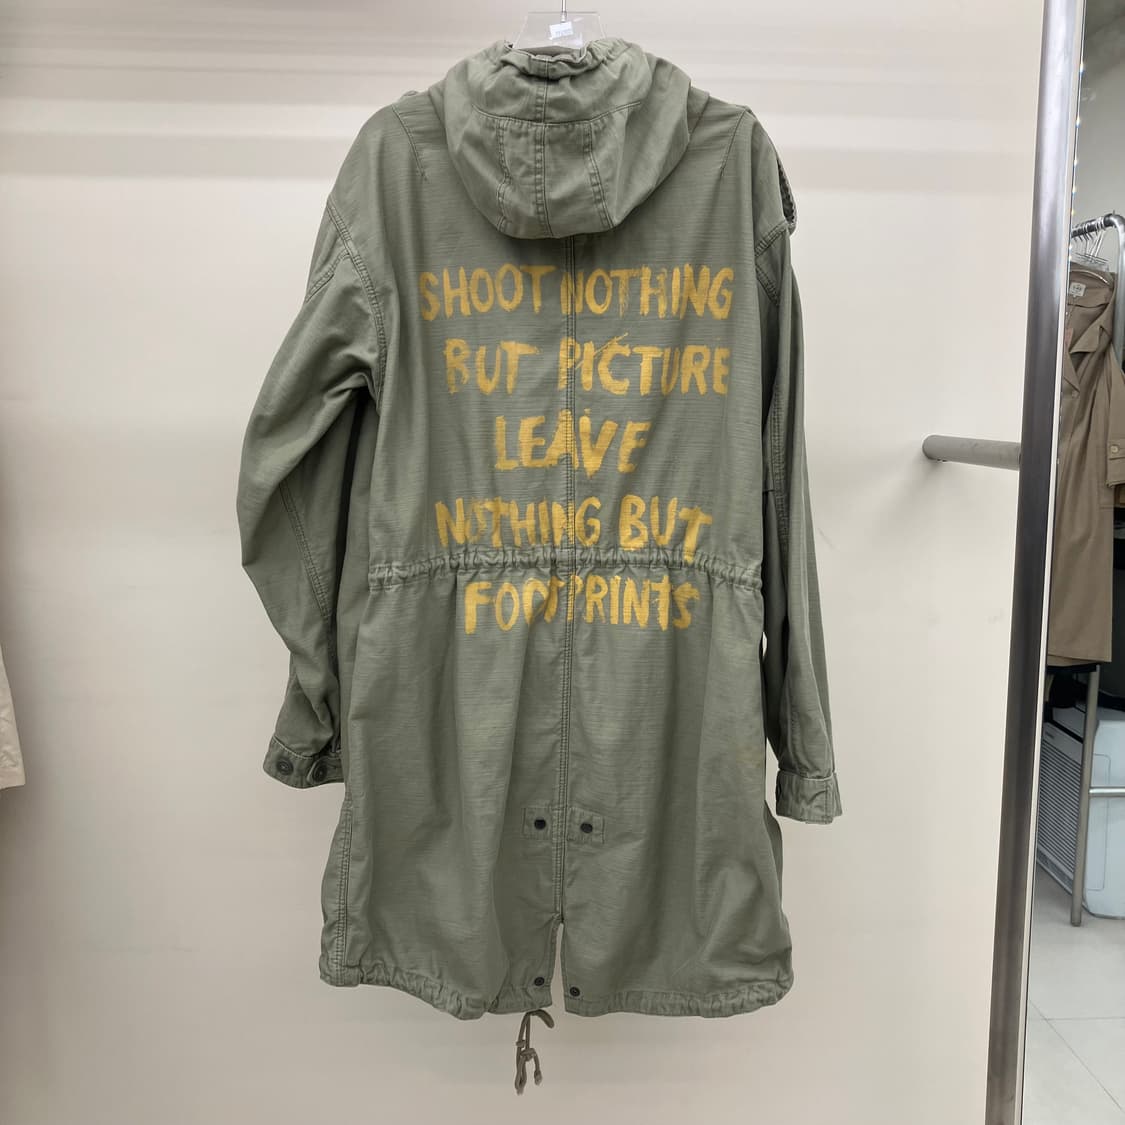 SHOOT NOTHING
BUT PICTURE
LEAVE
NOTHING BUT
FOOTPRINTS